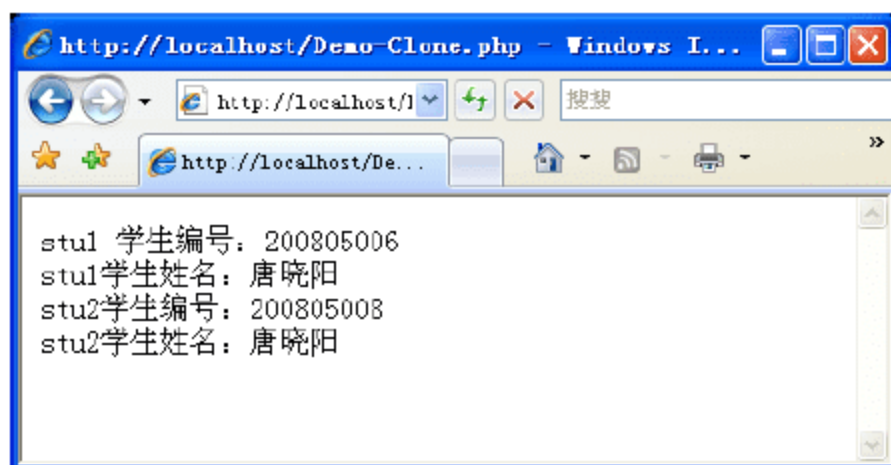 http://localhost/Demo-Clone.php - Windows I...
http://localhost/l
搜搜
http://localhost/De...
»
stu1 学生编号：200805006
stu1学生姓名：唐晓阳
stu2学生编号：200805008
stu2学生姓名：唐晓阳